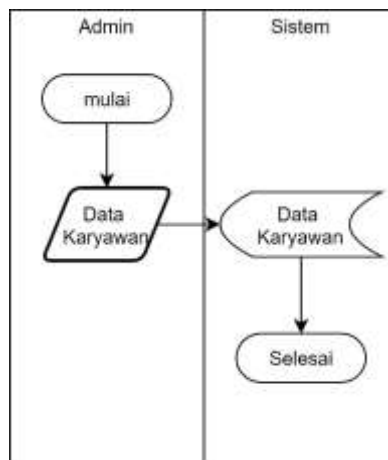 Admin
Sistem
mulai
Data
Karyawan
Data
Karyawan
Selesai